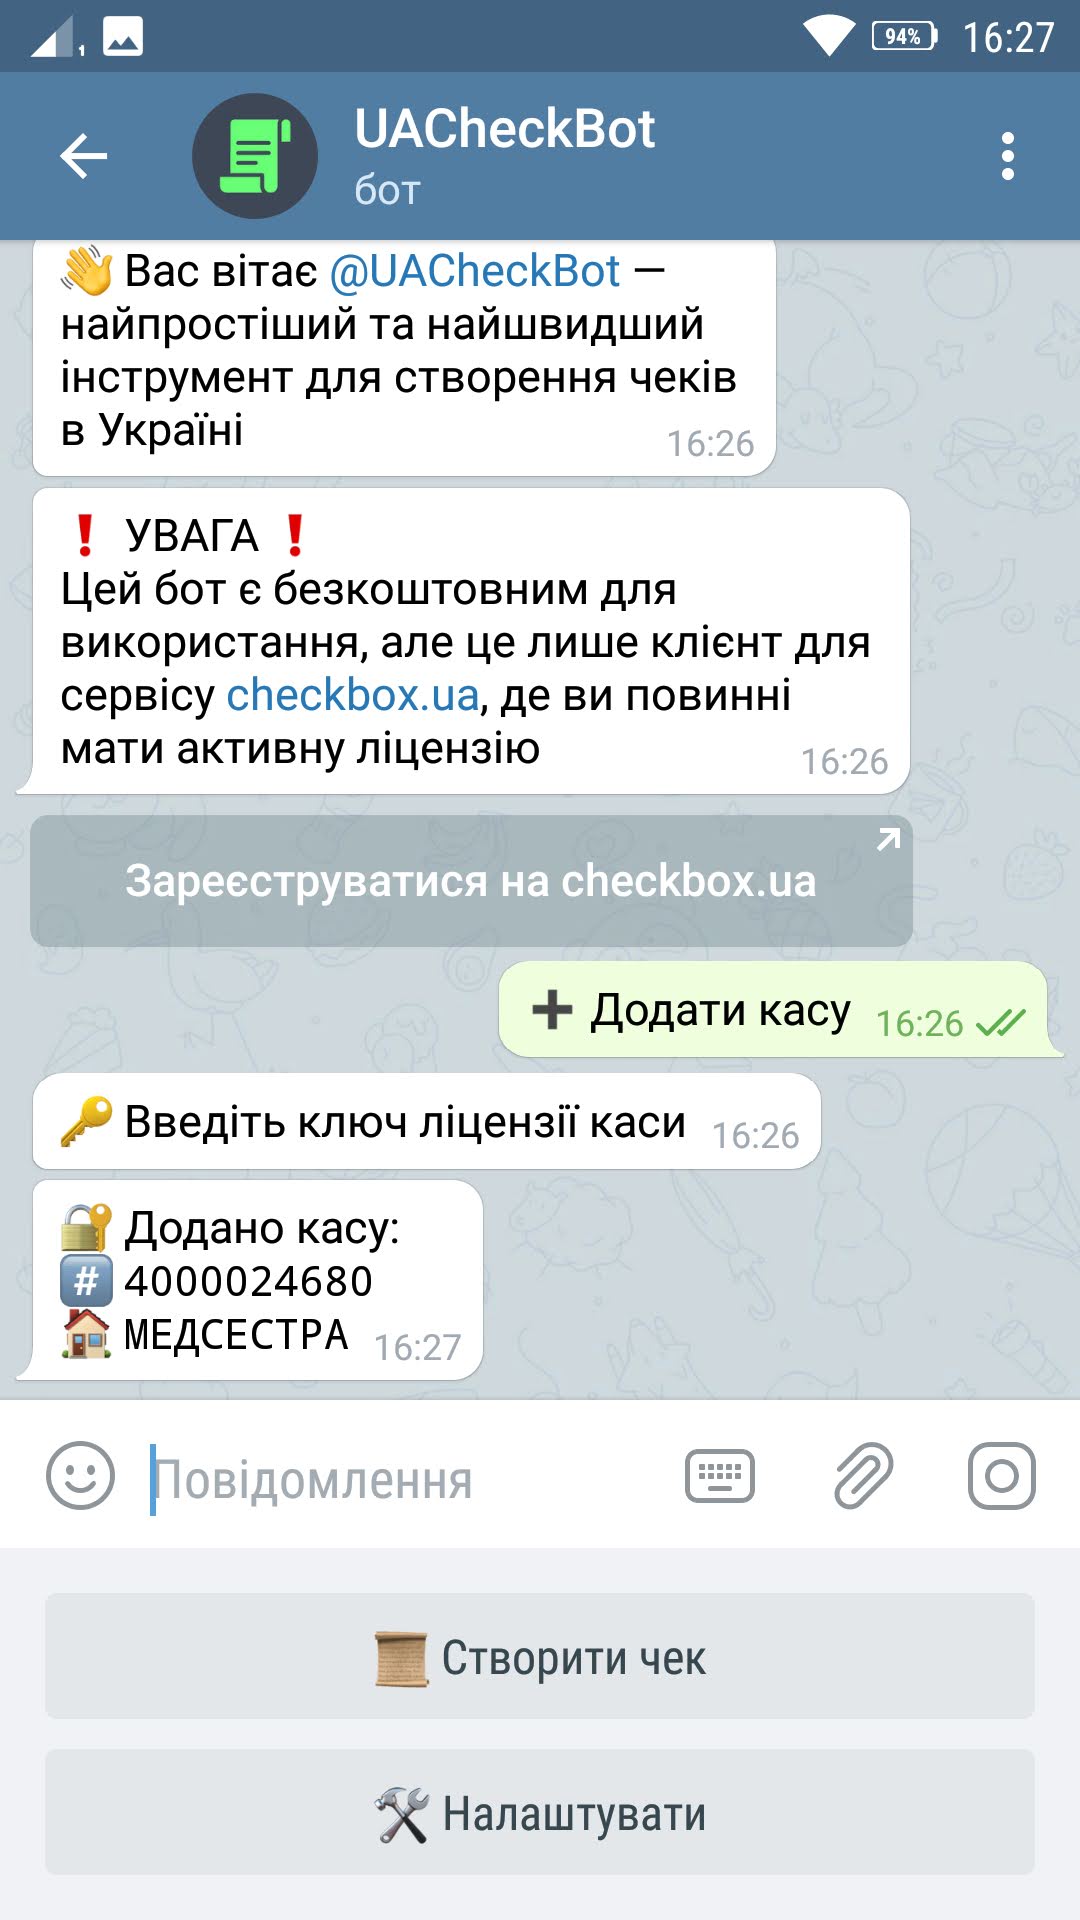 1
94%
16:27
UACheckBot
бот
👋 Вас вітає @UACheckBot —
найпростіший та найшвидший
інструмент для створення чеків
в Україні
16:26
❗ УВАГА ❗
Цей бот є безкоштовним для
використання, але це лише клієнт для
сервісу checkbox.ua, де ви повинні
мати активну ліцензію
16:26
Зареєструватися на checkbox.ua
➕ Додати касу 16:26
🔑 Введіть ключ ліцензії каси 16:26
🔐 Додано касу:
#️⃣ 4000024680
🏠 МЕДСЕСТРА 16:27
Повідомлення
📜 Створити чек
🛠 Налаштувати